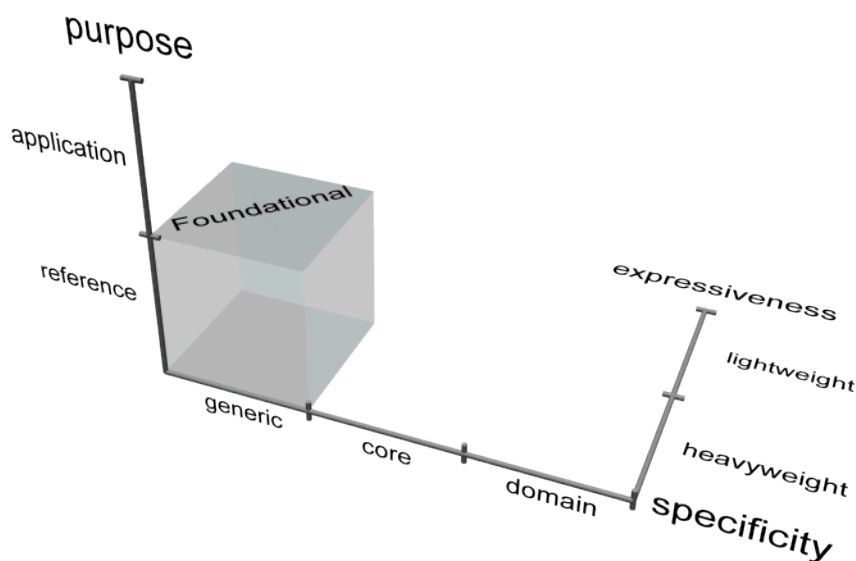 purpose
application
Foundational
reference
expressiveness
lightweight
generic
core
heavyweight
domain
specificity